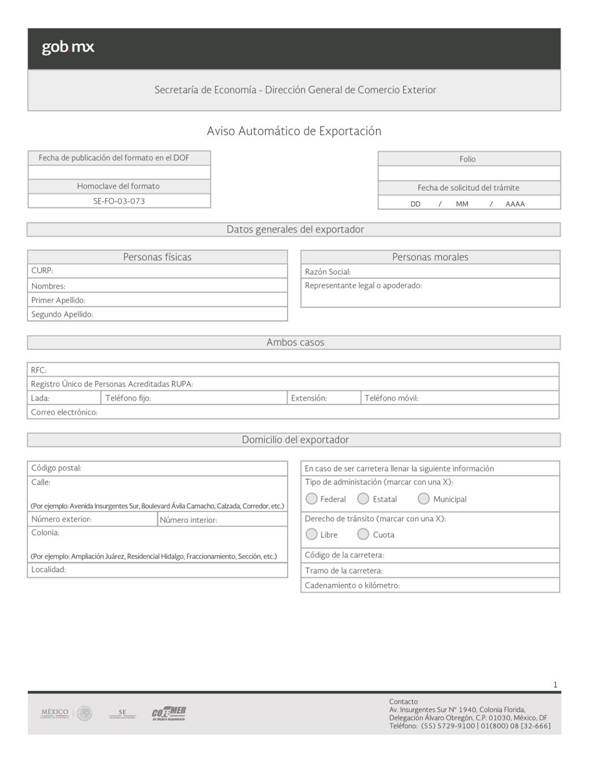 gob.mx
Secretaría de Economía - Dirección General de Comercio Exterior
Aviso Automático de Exportación
Fecha de publicación del formato en el DOF
Homoclave del formato
SE-FO-03-073
Folio
Fecha de solicitud del trámite
DD / MM / AAAA
Datos generales del exportador
Personas físicas
CURP:
Nombres:
Primer Apellido:
Segundo Apellido:
Personas morales
Razón Social:
Representante legal o apoderado:
Ambos casos
RFC:
Registro Único de Personas Acreditadas RUPA:
Lada: Teléfono fijo: Extensión: Teléfono móvil:
Correo electrónico:
Domicilio del exportador
Código postal:
Calle:
(Por ejemplo: Avenida Insurgentes Sur, Boulevard Ávila Camacho, Calzada, Corredor, etc.)
Número exterior: Número interior:
Colonia:
(Por ejemplo: Ampliación Juárez, Residencial Hidalgo, Fraccionamiento, Sección, etc.)
Localidad:
En caso de ser carretera llenar la siguiente información
Tipo de administación (marcar con una X):
Federal Estatal Municipal
Derecho de tránsito (marcar con una X):
Libre Cuota
Código de la carretera:
Tramo de la carretera:
Cadenamiento o kilómetro:
1
MÉXICO
SE
COFEMER
Contacto
Av. Insurgentes Sur N° 1940, Colonia Florida,
Delegación Álvaro Obregón, C.P. 01030, México, DF
Teléfono: (55) 5729-9100 | 01(800) 08 [32-666]